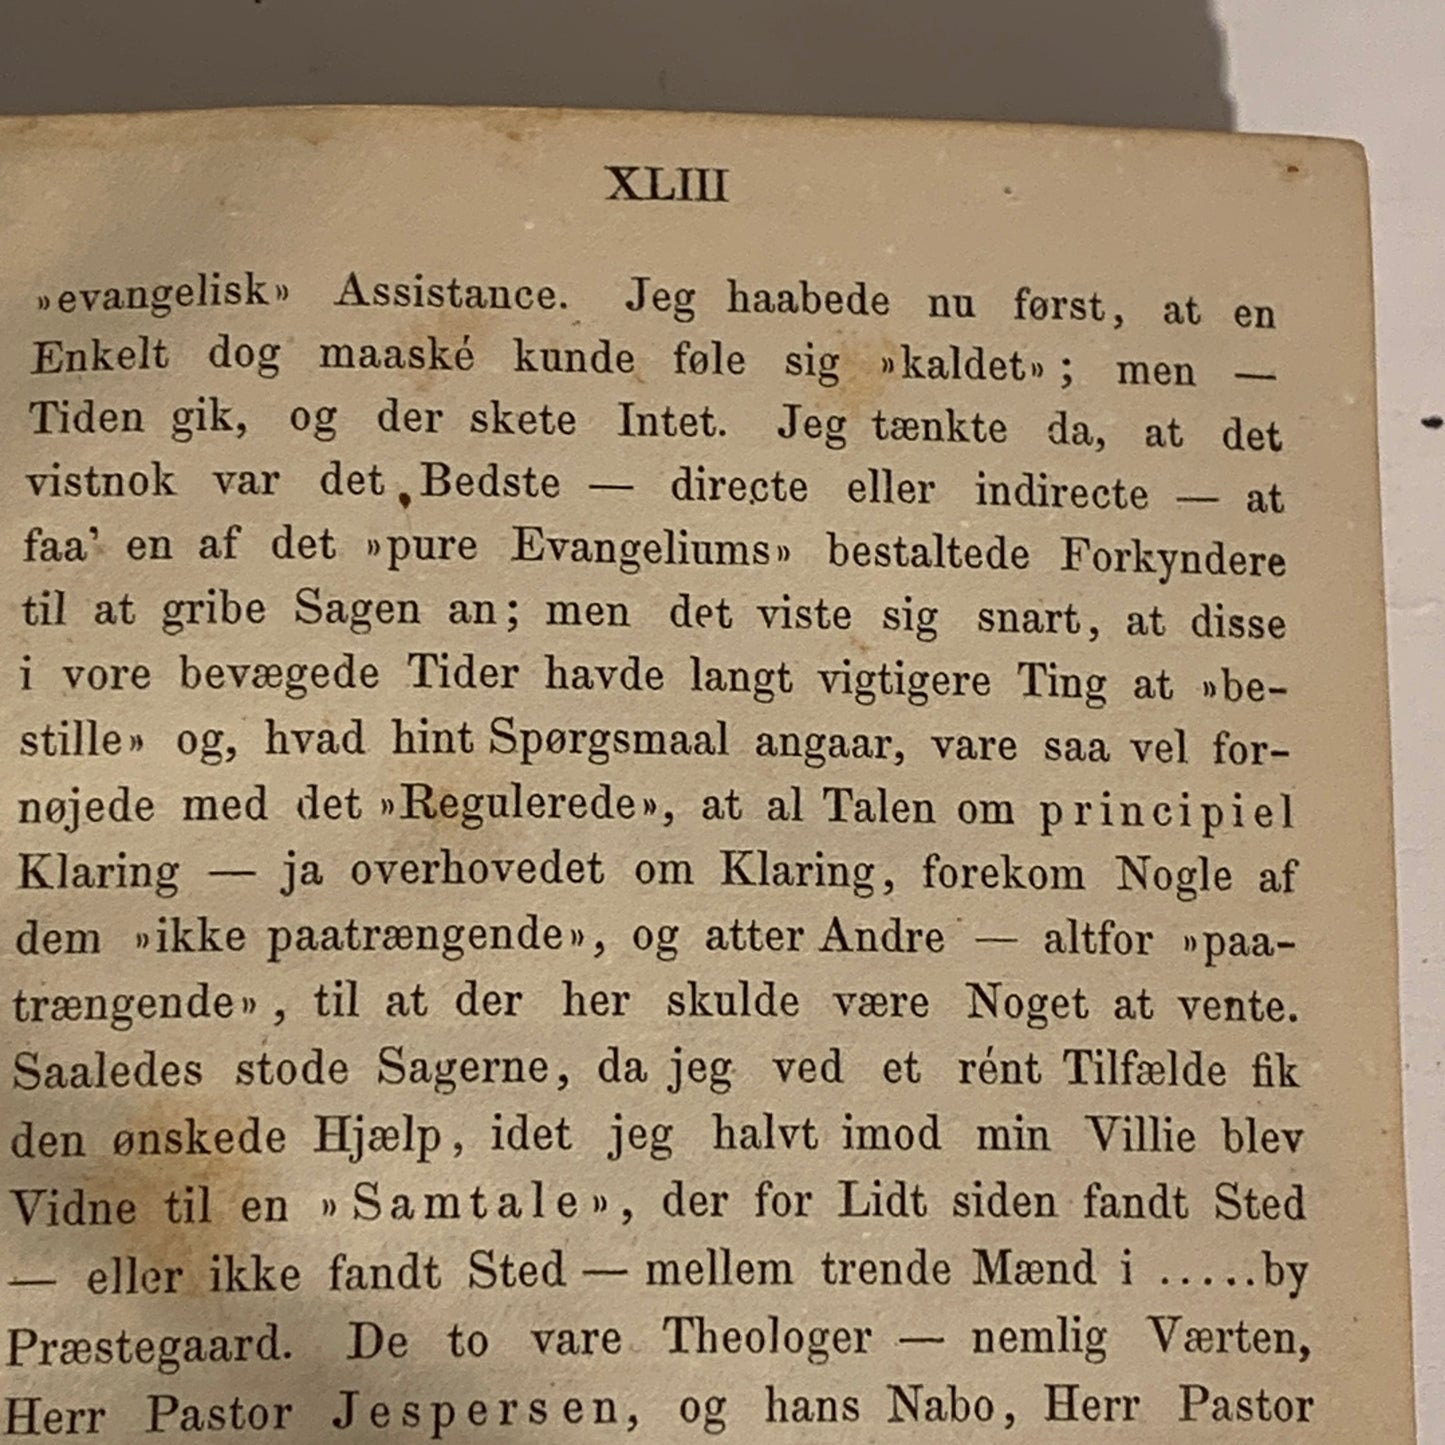 XLIII
»evangelisk» Assistance. Jeg haabede nu først, at en
Enkelt dog maaské kunde føle sig »kaldet» ; men —
Tiden gik, og der skete Intet. Jeg tænkte da, at det
vistnok var det Bedste — directe eller indirecte — at
faa' en af det »pure Evangeliums» bestaltede Forkyndere
til at gribe Sagen an; men det viste sig snart, at disse
i vore bevægede Tider havde langt vigtigere Ting at »be-
stille» og, hvad hint Spørgsmaal angaar, vare saa vel for-
nøjede med det »Regulerede», at al Talen om principiel
Klaring — ja overhovedet om Klaring, forekom Nogle af
dem »ikke paatrængende», og atter Andre — altfor »paa-
trængende» , til at der her skulde være Noget at vente.
Saaledes stode Sagerne, da jeg ved et rént Tilfælde fik
den ønskede Hjælp, idet jeg halvt imod min Villie blev
Vidne til en »Samtale», der for Lidt siden fandt Sted
— eller ikke fandt Sted — mellem trende Mænd i .....by
Præstegaard. De to vare Theologer — nemlig Værten,
Herr Pastor Jespersen, og hans Nabo, Herr Pastor